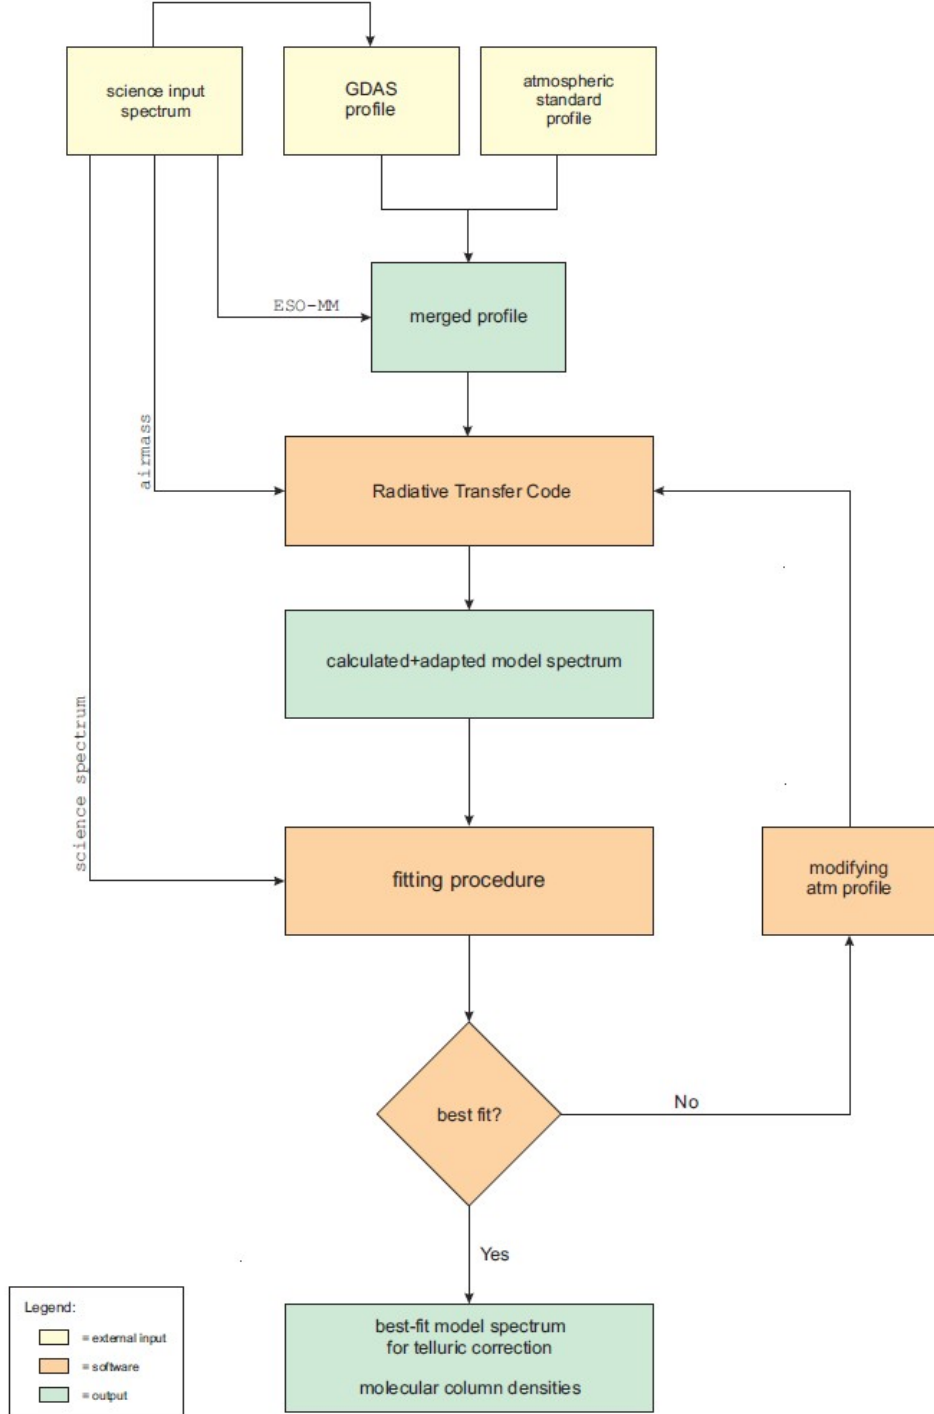 science input
spectrum
GDAS
profile
atmospheric
standard
profile
ESO-MM
merged profile
airmass
Radiative Transfer Code
calculated+adapted model spectrum
science spectrum
fitting procedure
modifying
atm profile
best fit?
No
Yes
best-fit model spectrum
for telluric correction
molecular column densities
Legend:
= external input
= software
= output